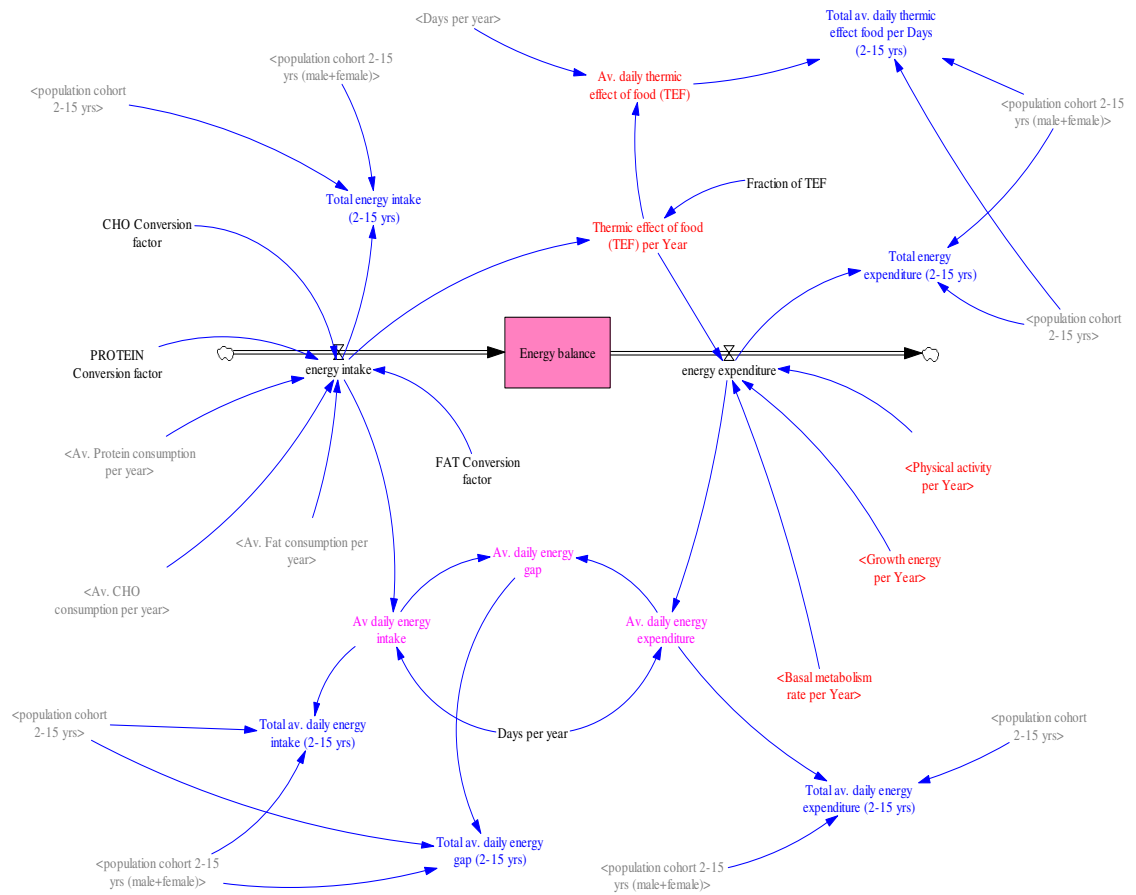 <Days per year>
Total av. daily thermic
effect food per Days
(2-15 yrs)
<population cohort 2-15
yrs (male+female)>
<population cohort
2-15 yrs>
Av. daily thermic
effect of food (TEF)
<population cohort 2-15
yrs (male+female)>
Fraction of TEF
Total energy intake
(2-15 yrs)
CHO Conversion
factor
Thermic effect of food
(TEF) per Year
Total energy
expenditure (2-15 yrs)
<population cohort
2-15 yrs>
PROTEIN
Conversion factor
energy intake
Energy balance
energy expenditure
<Av. Protein consumption
per year>
FAT Conversion
factor
<Physical activity
per Year>
<Av. Fat consumption per
year>
Av. daily energy
gap
<Growth energy
per Year>
<Av. CHO
consumption per year>
Av daily energy
intake
Av. daily energy
expenditure
<Basal metabolism
rate per Year>
<population cohort
2-15 yrs>
Total av. daily energy
intake (2-15 yrs)
Days per year
<population cohort
2-15 yrs>
Total av. daily energy
expenditure (2-15 yrs)
Total av. daily energy
gap (2-15 yrs)
<population cohort 2-15
yrs (male+female)>
<population cohort 2-15
yrs (male+female)>